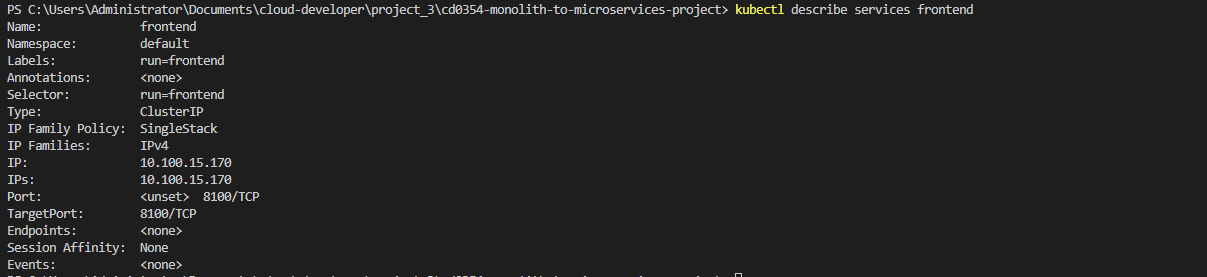 PS C:\Users\Administrator\Documents\cloud-developer\project_3\cd0354-monolith-to-microservices-project> kubectl describe services frontend
Name: frontend
Namespace: default
Labels: run=frontend
Annotations: <none>
Selector: run=frontend
Type: ClusterIP
IP Family Policy: SingleStack
IP Families: IPv4
IP: 10.100.15.170
IPs: 10.100.15.170
Port: <unset> 8100/TCP
TargetPort: 8100/TCP
Endpoints: <none>
Session Affinity: None
Events: <none>